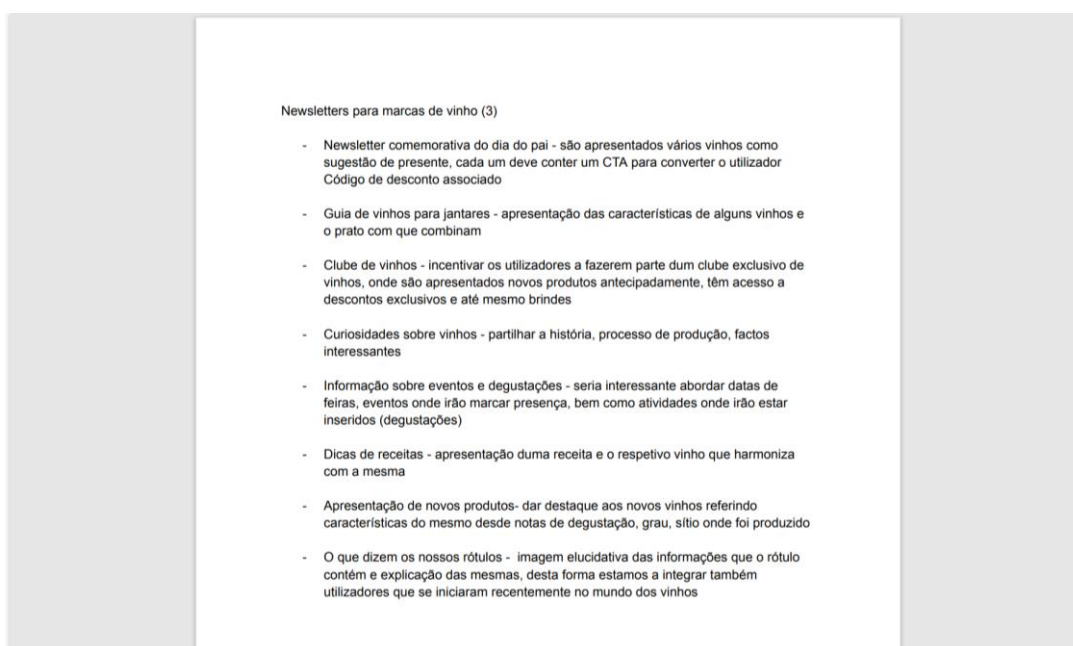 Newsletters para marcas de vinho (3)
- Newsletter comemorativa do dia do pai - são apresentados vários vinhos como
sugestão de presente, cada um deve conter um CTA para converter o utilizador
Código de desconto associado
- Guia de vinhos para jantares - apresentação das características de alguns vinhos e
o prato com que combinam
- Clube de vinhos - incentivar os utilizadores a fazerem parte dum clube exclusivo de
vinhos, onde são apresentados novos produtos antecipadamente, têm acesso a
descontos exclusivos e até mesmo brindes
- Curiosidades sobre vinhos - partilhar a história, processo de produção, factos
interessantes
- Informação sobre eventos e degustações - seria interessante abordar datas de
feiras, eventos onde irão marcar presença, bem como atividades onde irão estar
inseridos (degustações)
- Dicas de receitas - apresentação duma receita e o respetivo vinho que harmoniza
com a mesma
- Apresentação de novos produtos- dar destaque aos novos vinhos referindo
características do mesmo desde notas de degustação, grau, sítio onde foi produzido
- O que dizem os nossos rótulos - imagem elucidativa das informações que o rótulo
contém e explicação das mesmas, desta forma estamos a integrar também
utilizadores que se iniciaram recentemente no mundo dos vinhos